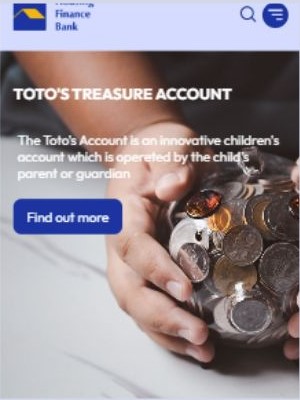 Finance
Bank
TOTO'S TREASURE ACCOUNT
The Toto's Account is an innovative children's
account which is opereted by the child's
parent or guardian
Find out more